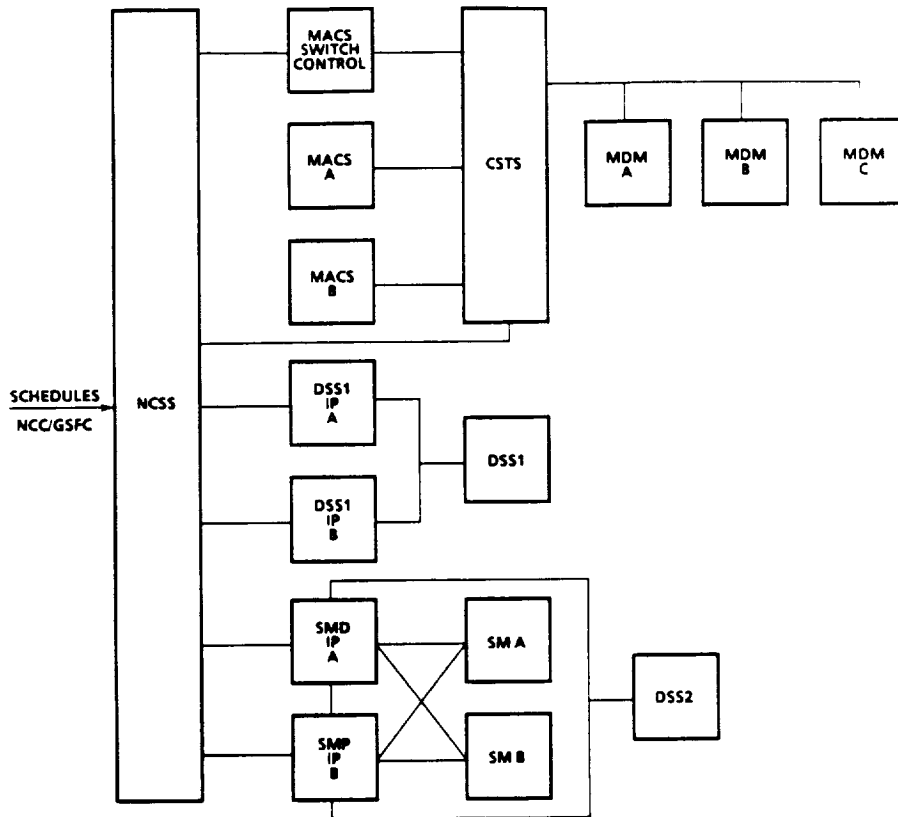 MACS
SWITCH
CONTROL
MACS
A
CSTS
MDM
A
MDM
B
MDM
C
MACS
B
SCHEDULES
NCC/GSFC
NCSS
DSS1
IP
A
DSS1
DSS1
IP
B
SMD
IP
A
SM A
DSS2
SMP
IP
B
SM B